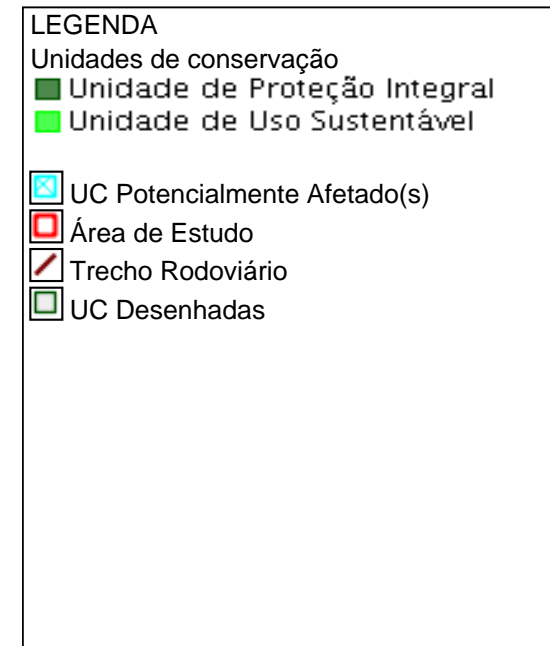 LEGENDA
Unidades de conservação
Unidade de Proteção Integral
Unidade de Uso Sustentável
UC Potencialmente Afetado(s)
Área de Estudo
Trecho Rodoviário
UC Desenhadas